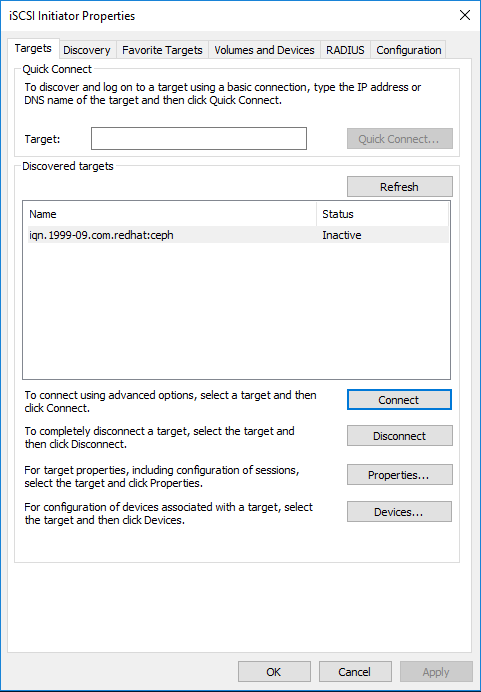 iSCSI Initiator Properties
Targets Discovery Favorite Targets Volumes and Devices RADIUS Configuration
Quick Connect
To discover and log on to a target using a basic connection, type the IP address or
DNS name of the target and then click Quick Connect.
Target: Quick Connect...
Discovered targets
Refresh
Name Status
iqn.1999-09.com.redhat:ceph Inactive
To connect using advanced options, select a target and then
click Connect.
Connect
To completely disconnect a target, select the target and
then click Disconnect.
Disconnect
For target properties, including configuration of sessions,
select the target and click Properties.
Properties...
For configuration of devices associated with a target, select
the target and then click Devices.
Devices...
OK Cancel Apply